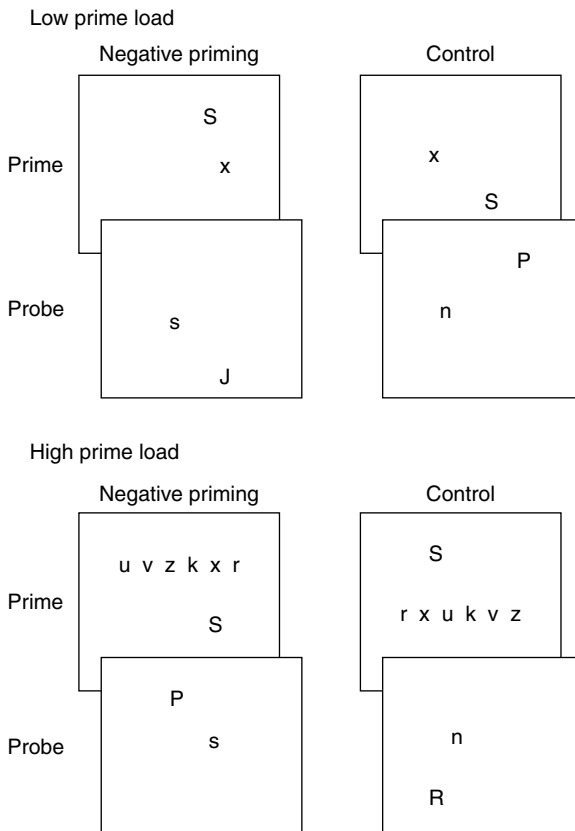 Low prime load
Negative priming Control
S
x
x
Prime
S
P
n
Probe
s
J
High prime load
Negative priming Control
S
u v z k x r
Prime
r x u k v z
S
P
n
Probe
s
R